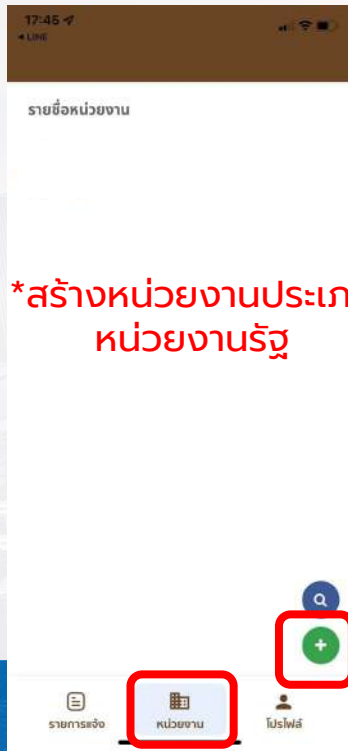 17:45
◄ LINE
รายชื่อหน่วยงาน
*สร้างหน่วยงานประเภ
หน่วยงานรัฐ
รายการแจ้ง
หน่วยงาน
โปรไฟล์